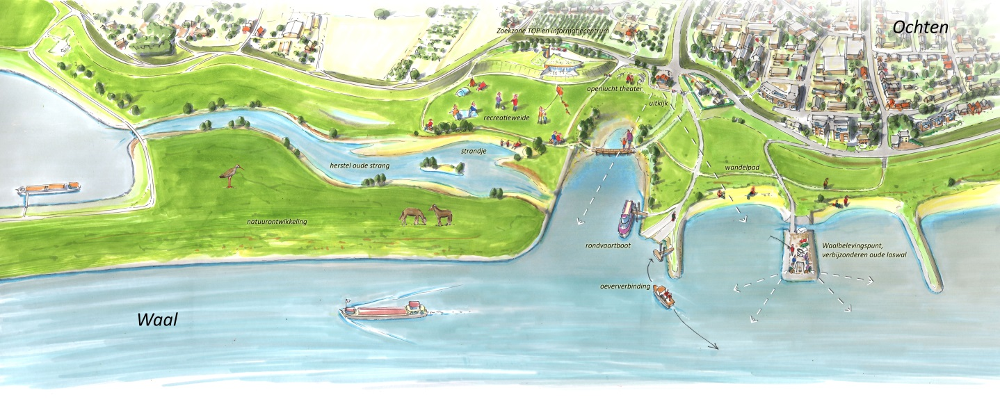 Ochten
Zoekzone TOP en informatiecentrum
openlucht theater
uitkijk
recreatieweide
strandje
herstel oude strang
wandelpad
natuurontwikkeling
rondvaartboot
Waalbelevingspunt,
verbijzonderen oude loswal
oeververbinding
Waal